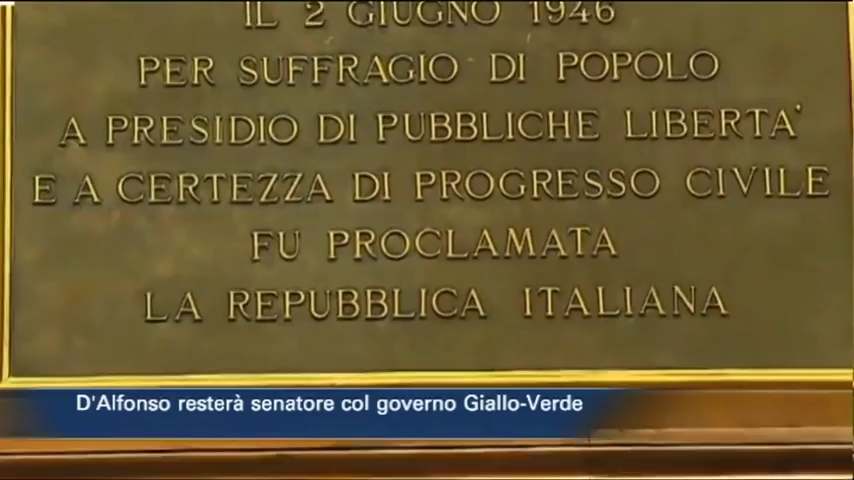 IL 2 GIUGNO 1946
PER SUFFRAGIO DI POPOLO
A PRESIDIO DI PUBBLICHE LIBERTA'
E A CERTEZZA DI PROGRESSO CIVILE
FU PROCLAMATA
LA REPUBBLICA ITALIANA
D'Alfonso resterà senatore col governo Giallo-Verde